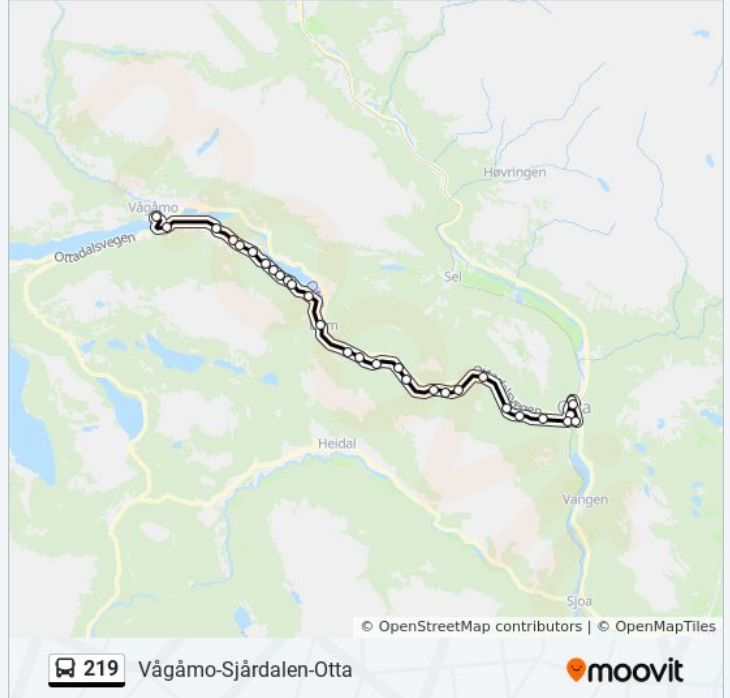 Høvringen
Vågåmo
Ottadalsvegen
Sel
Heidal
Vangen
Sjoa
© OpenStreetMap contributors | © OpenMapTiles
219 Vågåmo-Sjårdalen-Otta
moovit